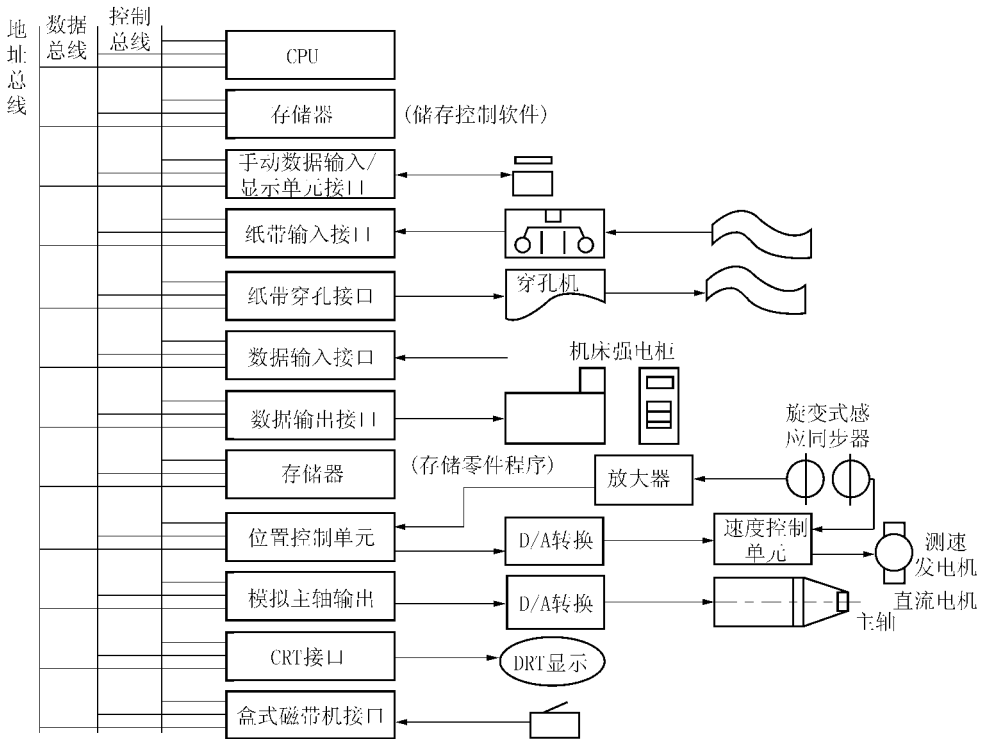 地址总线
数据总线
控制总线
CPU
存储器
(储存控制软件)
手动数据输入/
显示单元接口
纸带输入接口
纸带穿孔接口
穿孔机
数据输入接口
机床强电柜
数据输出接口
旋变式感
应同步器
存储器
(存储零件程序)
放大器
位置控制单元
D/A转换
速度控制
单元
测速
发电机
直流电机
模拟主轴输出
D/A转换
主轴
CRT接口
DRT显示
盒式磁带机接口